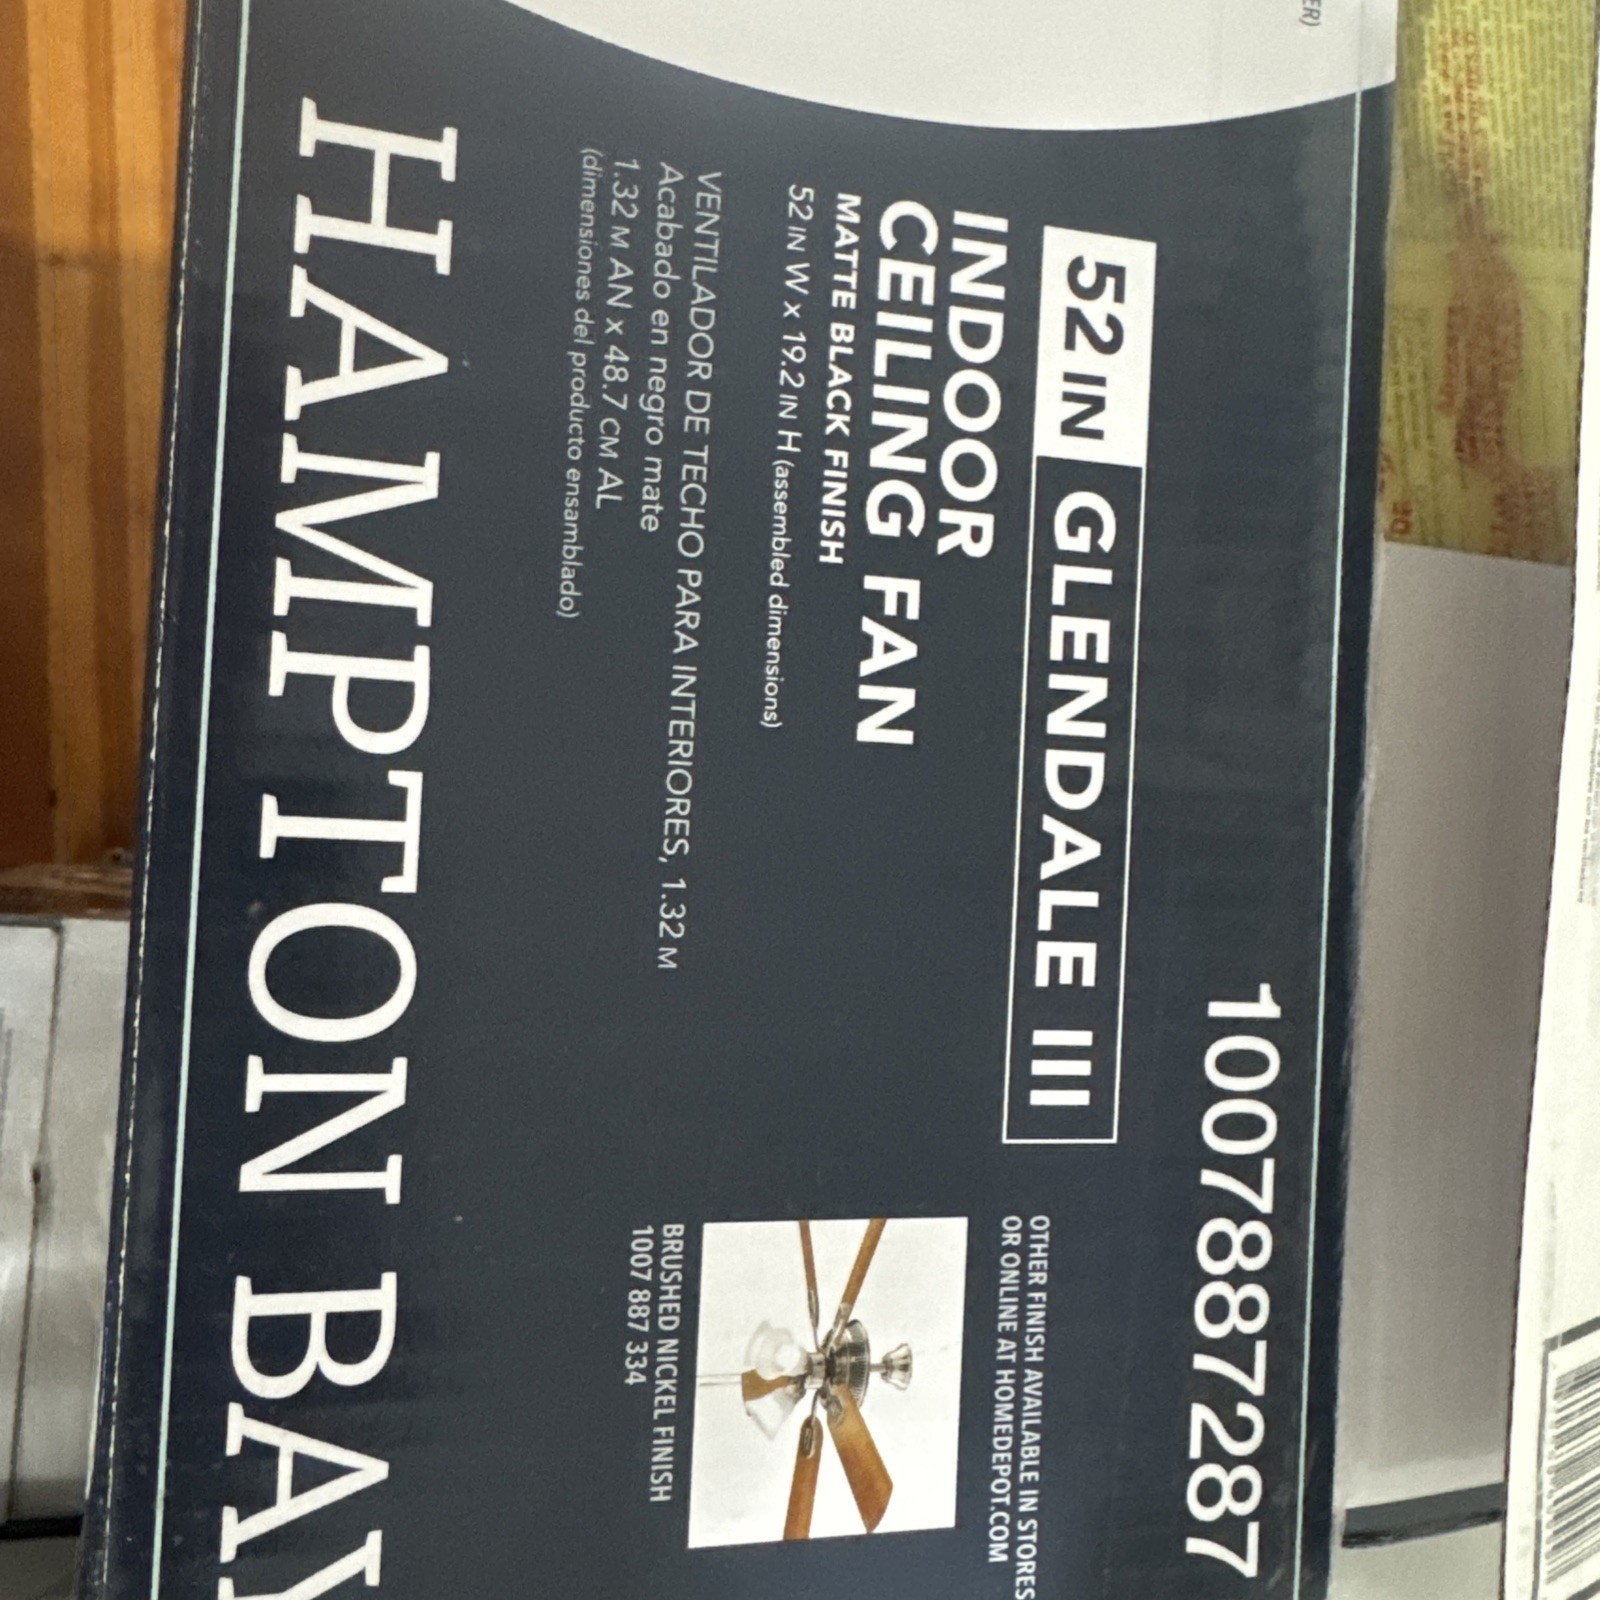 1007887287
52 IN GLENDALE III
INDOOR
CEILING FAN
MATTE BLACK FINISH
52 IN W x 19.2 IN H (assembled dimensions)
VENTILADOR DE TECHO PARA INTERIORES, 1.32 M
Acabado en negro mate
1.32 M AN x 48.7 CM AL
(dimensiones del producto ensamblado)
OTHER FINISH AVAILABLE IN STORES
OR ONLINE AT HOMEDEPOT.COM
BRUSHED NICKEL FINISH
1007 887 334
HAMPTON BAY